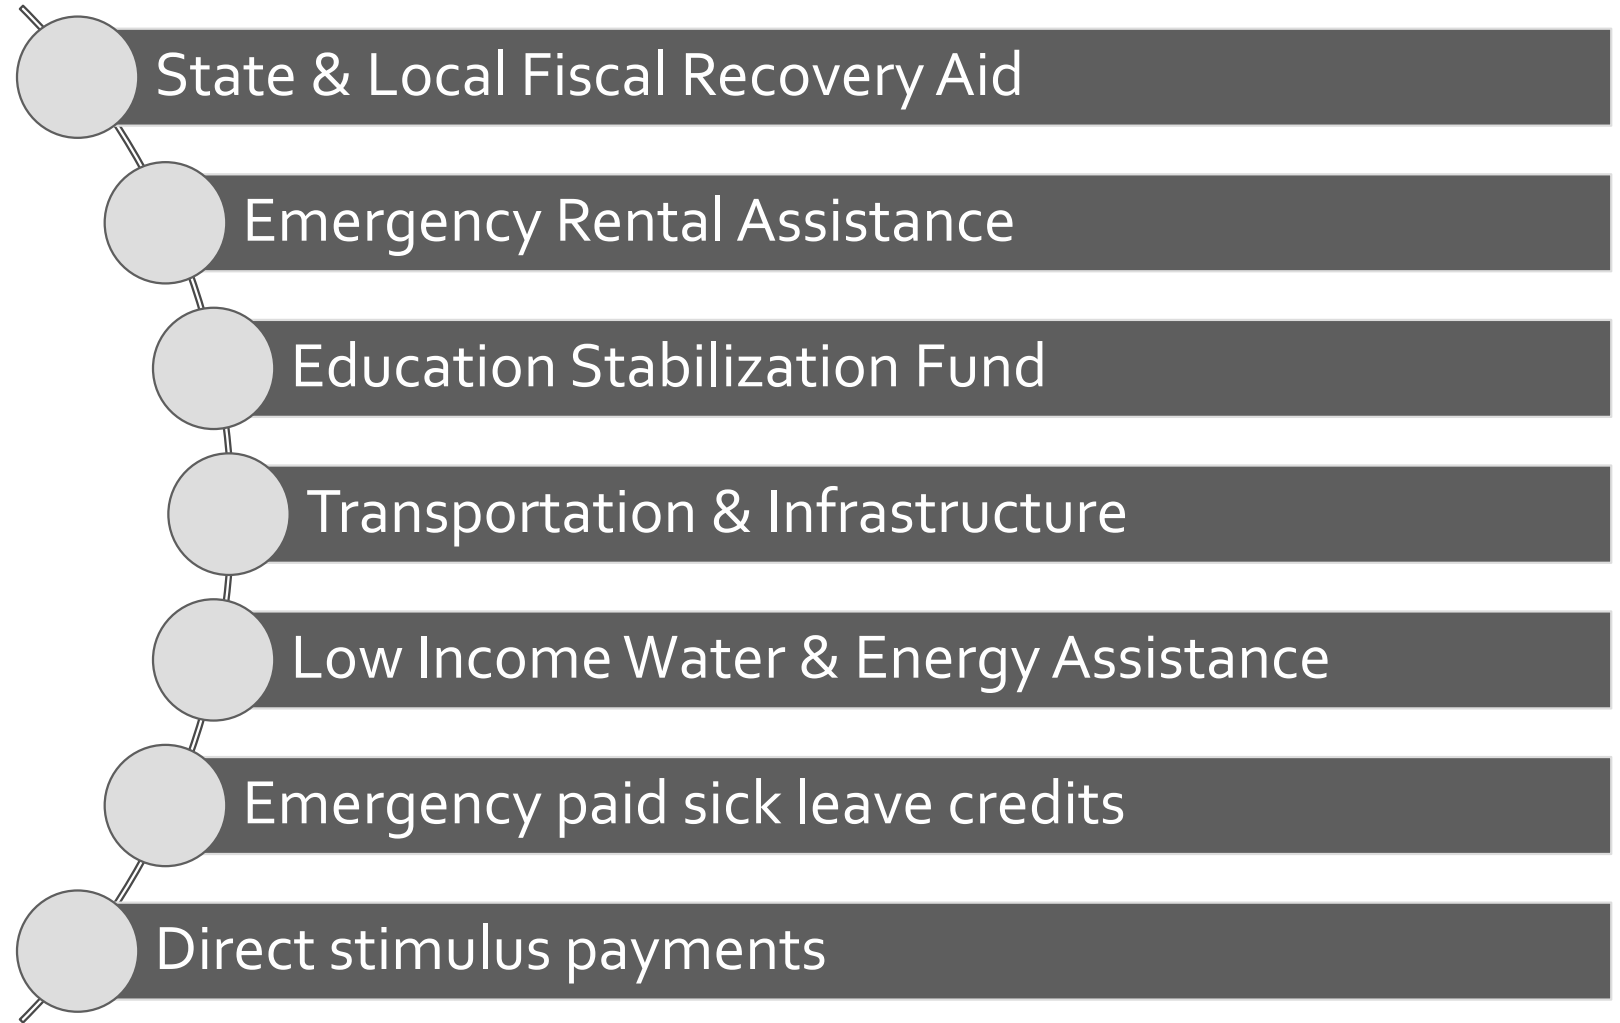 State & Local Fiscal Recovery Aid
Emergency Rental Assistance
Education Stabilization Fund
Transportation & Infrastructure
Low Income Water & Energy Assistance
Emergency paid sick leave credits
Direct stimulus payments